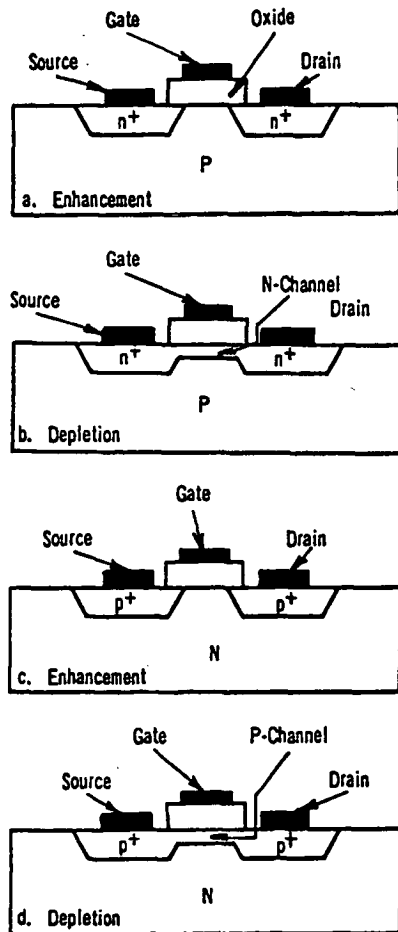 Gate
Oxide
Source
Drain
n+
n+
P
a. Enhancement
Gate
N-Channel
Source
Drain
n+
n+
P
b. Depletion
Gate
Source
Drain
p+
p+
N
c. Enhancement
Gate
P-Channel
Source
Drain
p+
p+
N
d. Depletion